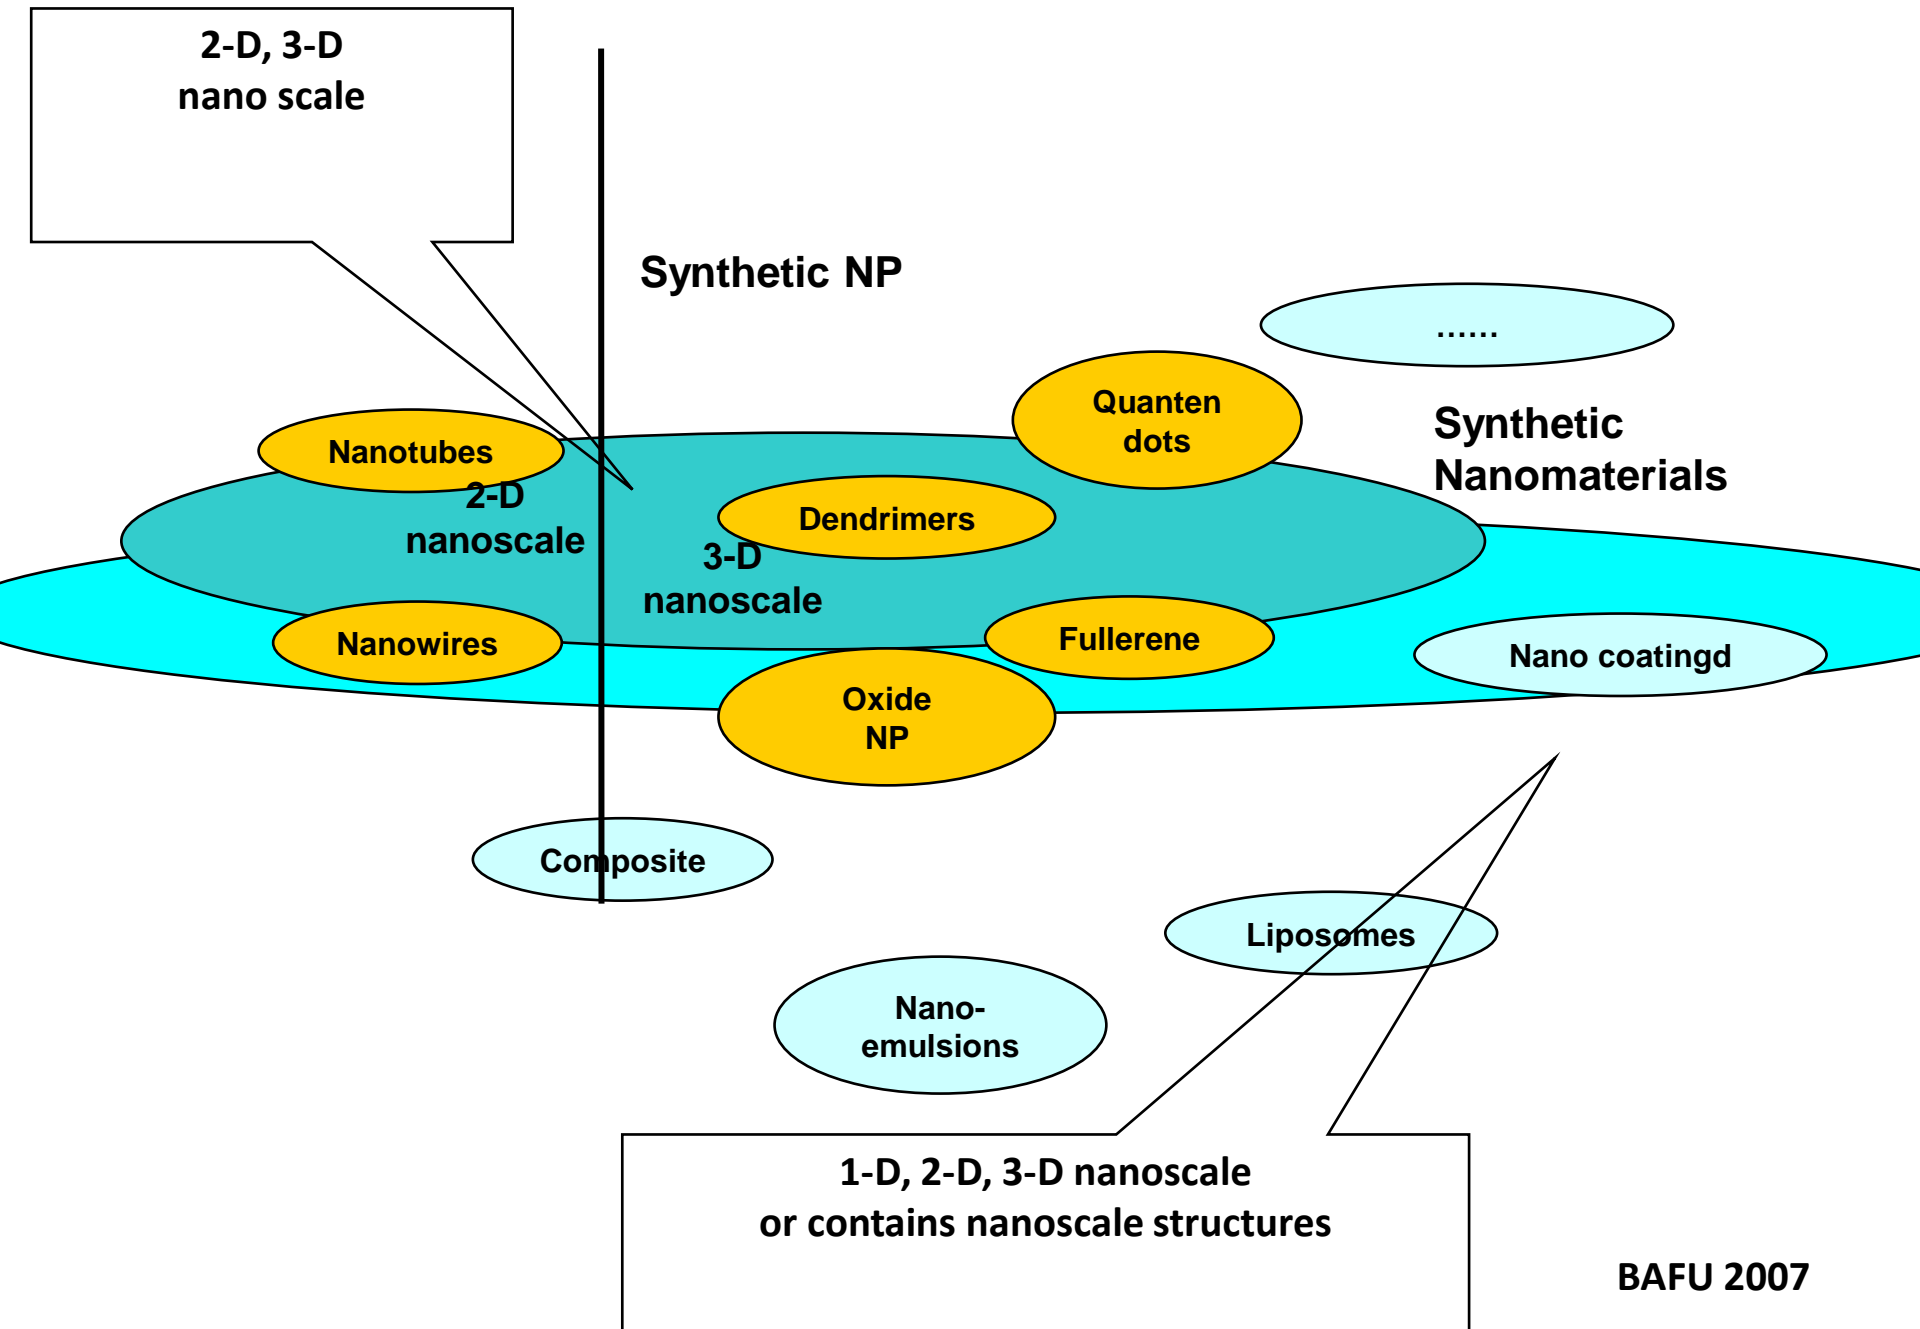 2-D, 3-D
nano scale
Synthetic NP
......
Quanten
dots
Synthetic
Nanomaterials
Nanotubes
2-D
nanoscale
Dendrimers
3-D
nanoscale
Nanowires
Fullerene
Nano coatingd
Oxide
NP
Composite
Liposomes
Nano-
emulsions
1-D, 2-D, 3-D nanoscale
or contains nanoscale structures
BAFU 2007